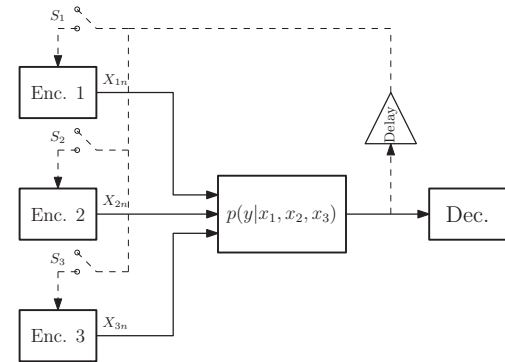 S₁
Enc. 1
X₁ₙ
Delay
S₂
Enc. 2
X₂ₙ
p(y|x₁, x₂, x₃)
Dec.
S₃
Enc. 3
X₃ₙ